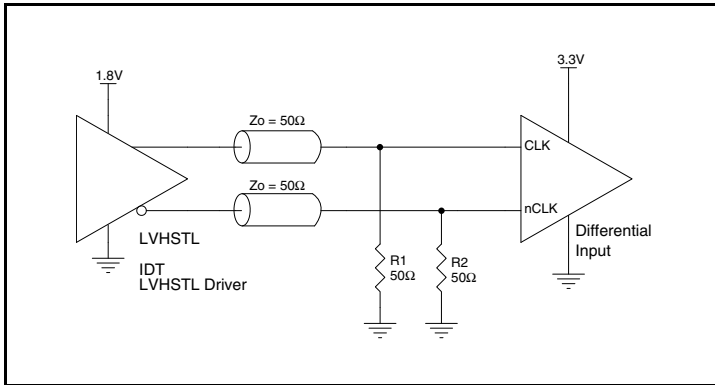 1.8V
3.3V
Zo = 50Ω
CLK
Zo = 50Ω
nCLK
Differential
Input
LVHSTL
IDT
LVHSTL Driver
R1
50Ω
R2
50Ω